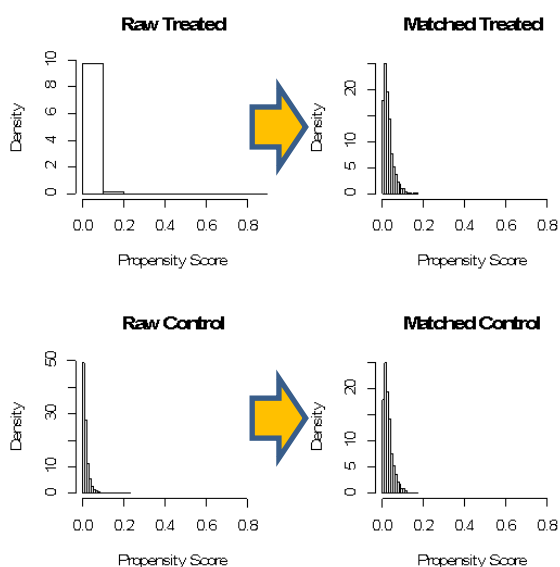 Raw Treated
Density
0 2 4 6 8 10
0.0 0.2 0.4 0.6 0.8
Propensity Score
Matched Treated
Density
0 5 10 20
0.0 0.2 0.4 0.6 0.8
Propensity Score
Raw Control
Density
0 10 30 50
0.0 0.2 0.4 0.6 0.8
Propensity Score
Matched Control
Density
0 5 10 20
0.0 0.2 0.4 0.6 0.8
Propensity Score